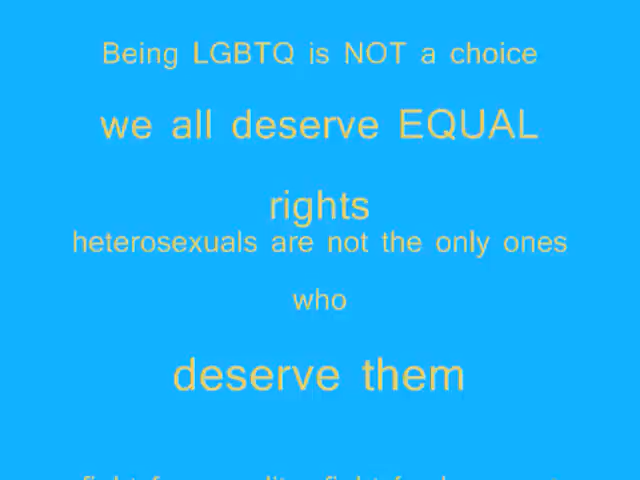 Being LGBTQ is NOT a choice
we all deserve EQUAL
rights
heterosexuals are not the only ones
who
deserve them